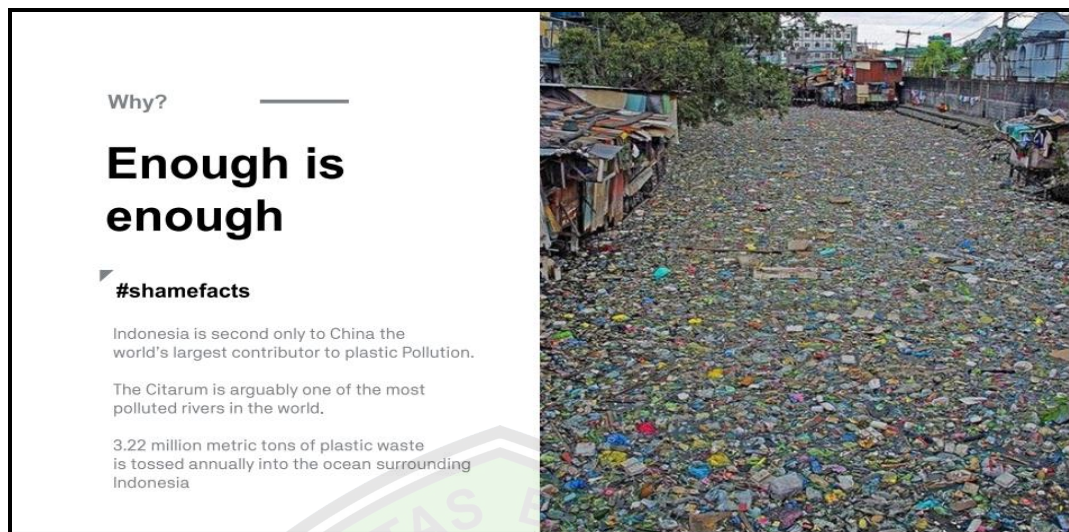 Why?
Enough is
enough
#shamefacts
Indonesia is second only to China the
world's largest contributor to plastic Pollution.
The Citarum is arguably one of the most
polluted rivers in the world.
3.22 million metric tons of plastic waste
is tossed annually into the ocean surrounding
Indonesia